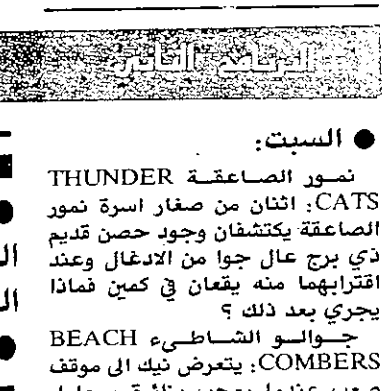 البرنامج الثاني
● السبت:
نمور الصاعقة THUNDER
CATS: اثنان من صغار اسرة نمور
الصاعقة يكتشفان وجود حصن قديم
ذي برج عال جوا من الادغال وعند
اقترابهما منه يقعان في كمين فماذا
يجري بعد ذلك ؟
جوالو الشاطىء BEACH
COMBERS: يتعرض نيك الى موقف